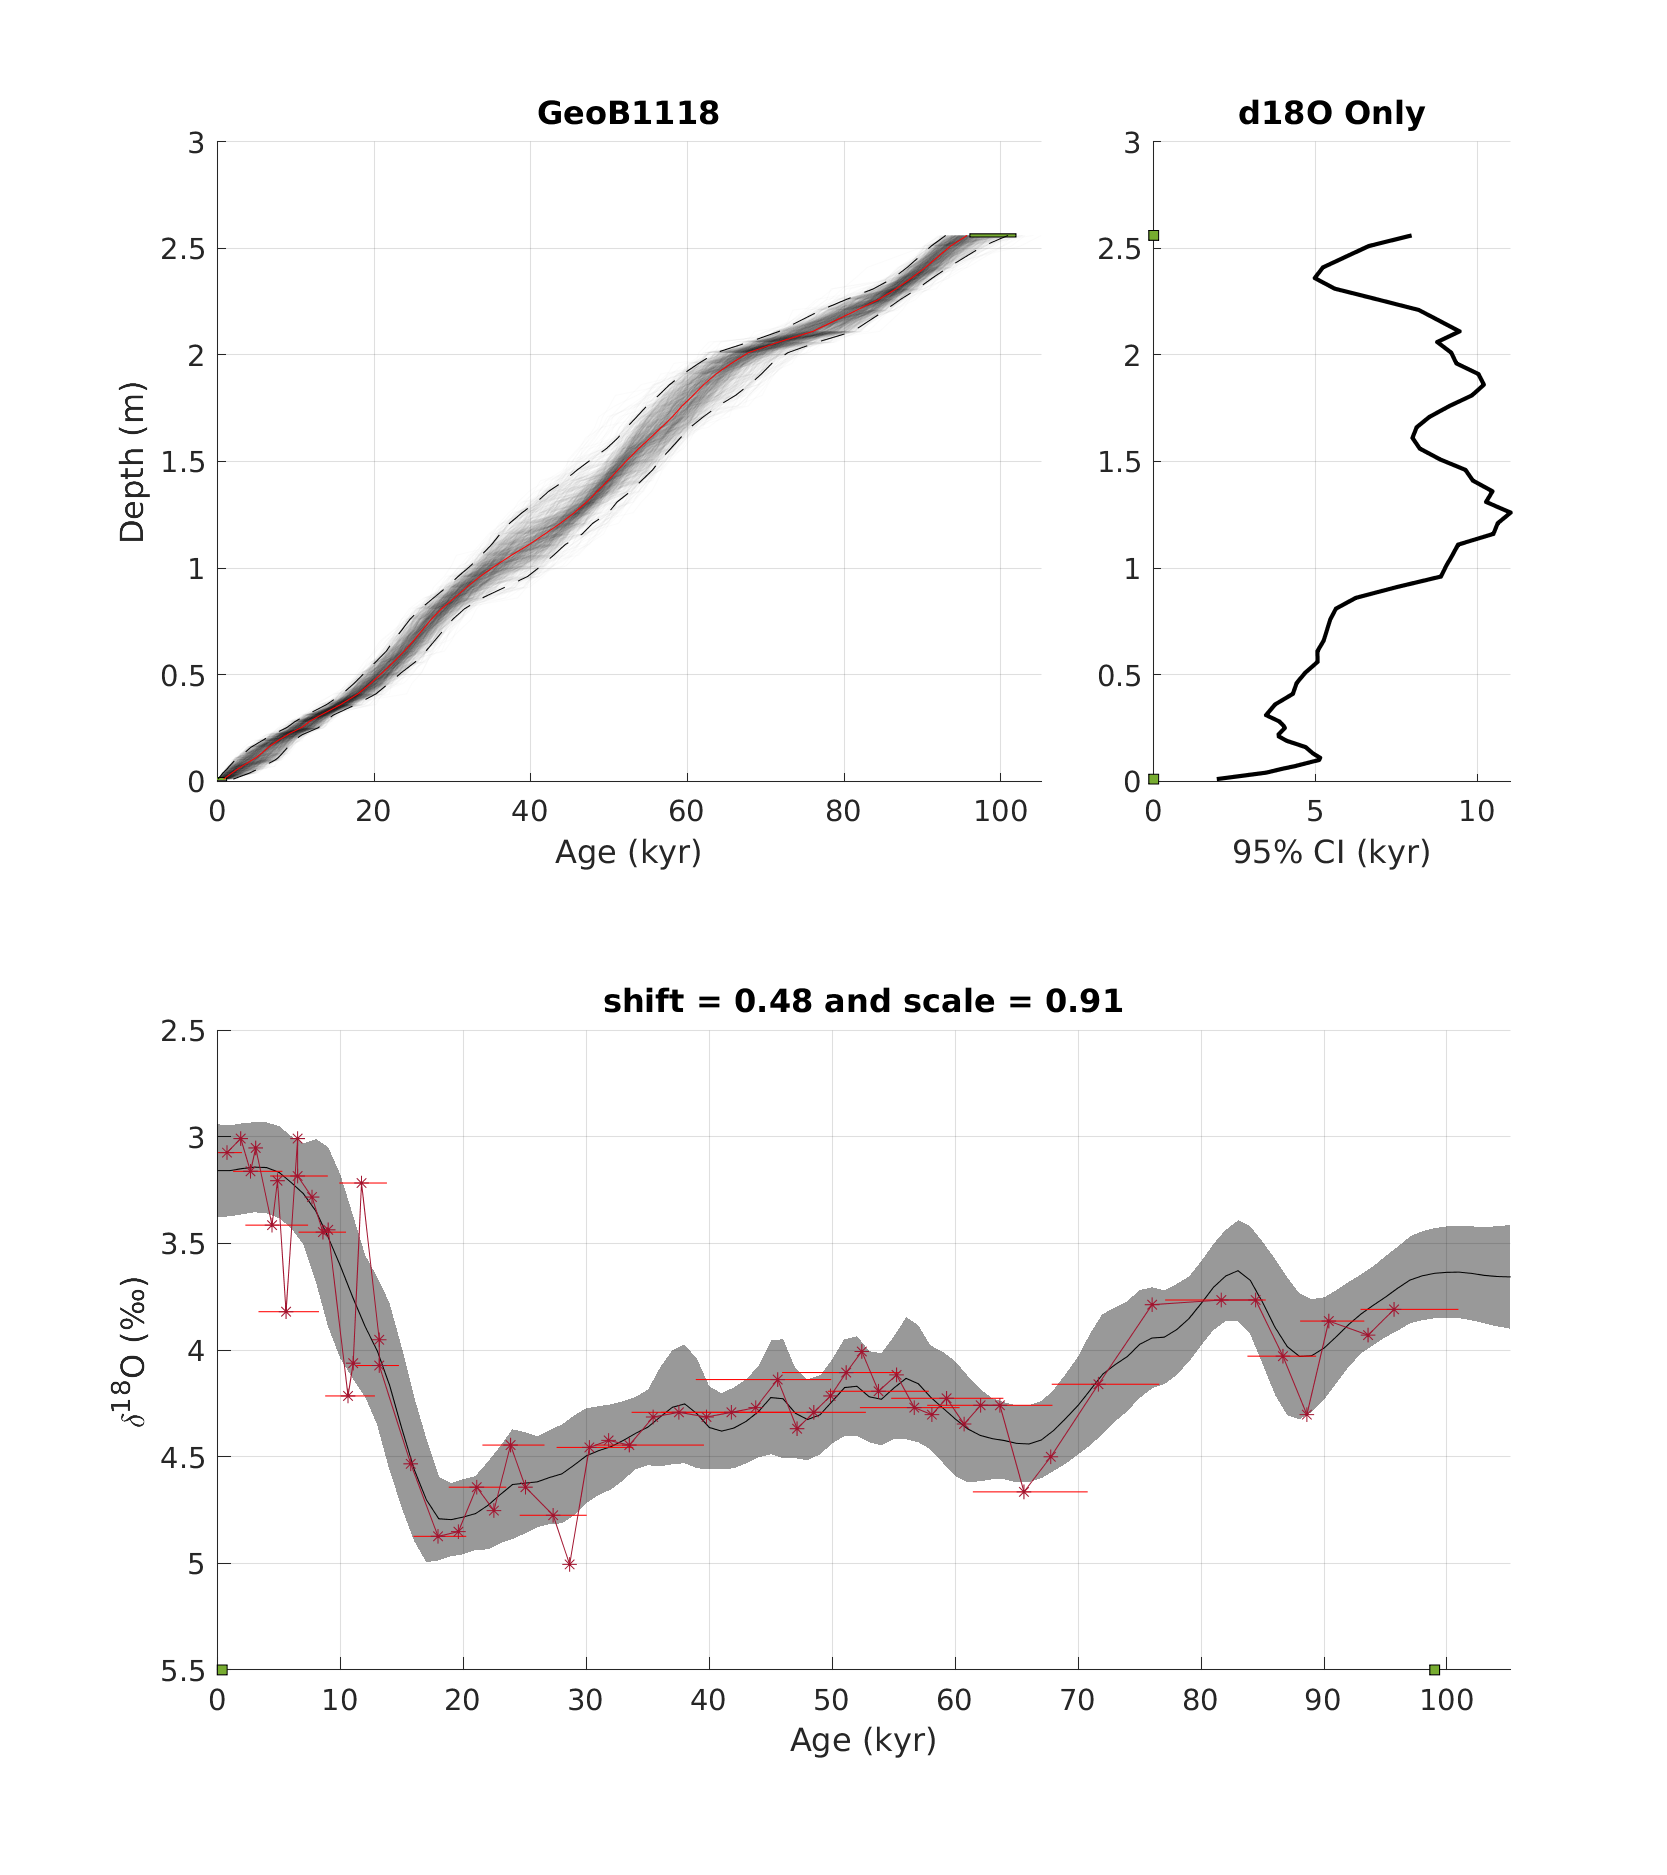 GeoB1118
d18O Only
3
2.5
2
1.5
1
0.5
0
Depth (m)
0 20 40 60 80 100
Age (kyr)
3
2.5
2
1.5
1
0.5
0
0 5 10
95% CI (kyr)
shift = 0.48 and scale = 0.91
2.5
3
3.5
4
4.5
5
5.5
δ¹⁸O (‰)
0 10 20 30 40 50 60 70 80 90 100
Age (kyr)